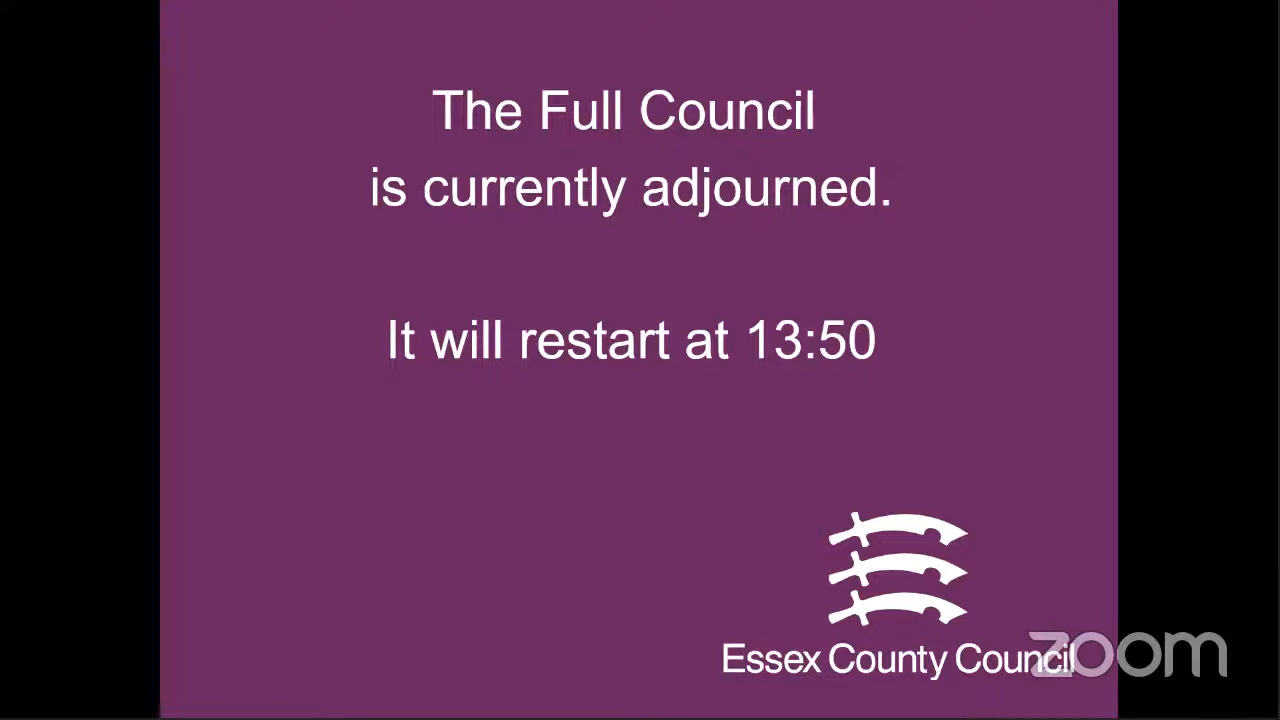 The Full Council
is currently adjourned.
It will restart at 13:50
Essex County Council
zoom